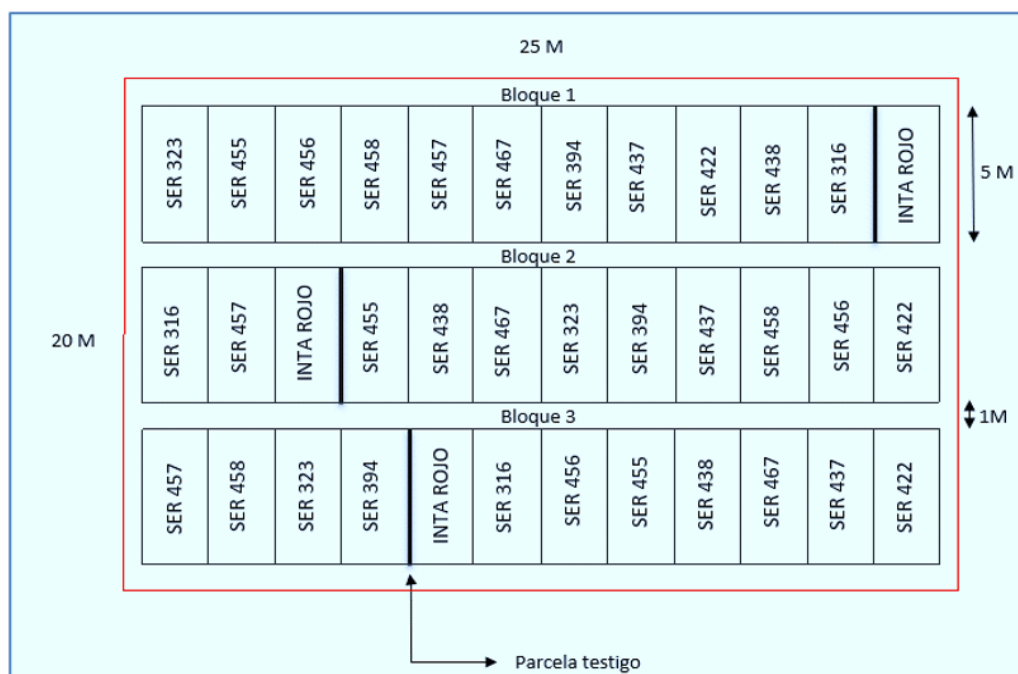 25 M
Bloque 1
SER 323
SER 455
SER 456
SER 458
SER 457
SER 467
SER 394
SER 437
SER 422
SER 438
SER 316
INTA ROJO
5 M
Bloque 2
SER 316
SER 457
INTA ROJO
SER 455
SER 438
SER 467
SER 323
SER 394
SER 437
SER 458
SER 456
SER 422
20 M
Bloque 3
1M
SER 457
SER 458
SER 323
SER 394
INTA ROJO
SER 316
SER 456
SER 455
SER 438
SER 467
SER 437
SER 422
Parcela testigo